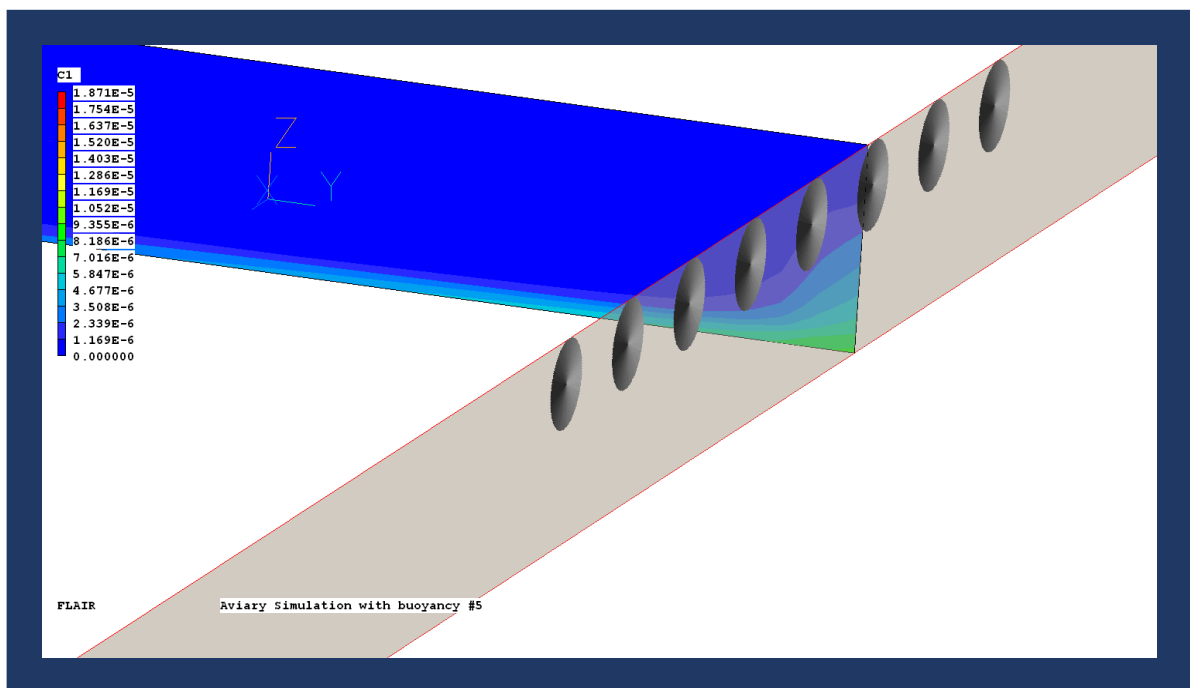 C1
1.871E-5
1.754E-5
1.637E-5
1.520E-5
1.403E-5
1.286E-5
1.169E-5
1.052E-5
9.355E-6
8.186E-6
7.016E-6
5.847E-6
4.677E-6
3.508E-6
2.339E-6
1.169E-6
0.000000
Z
X Y
FLAIR Aviary Simulation with buoyancy #5